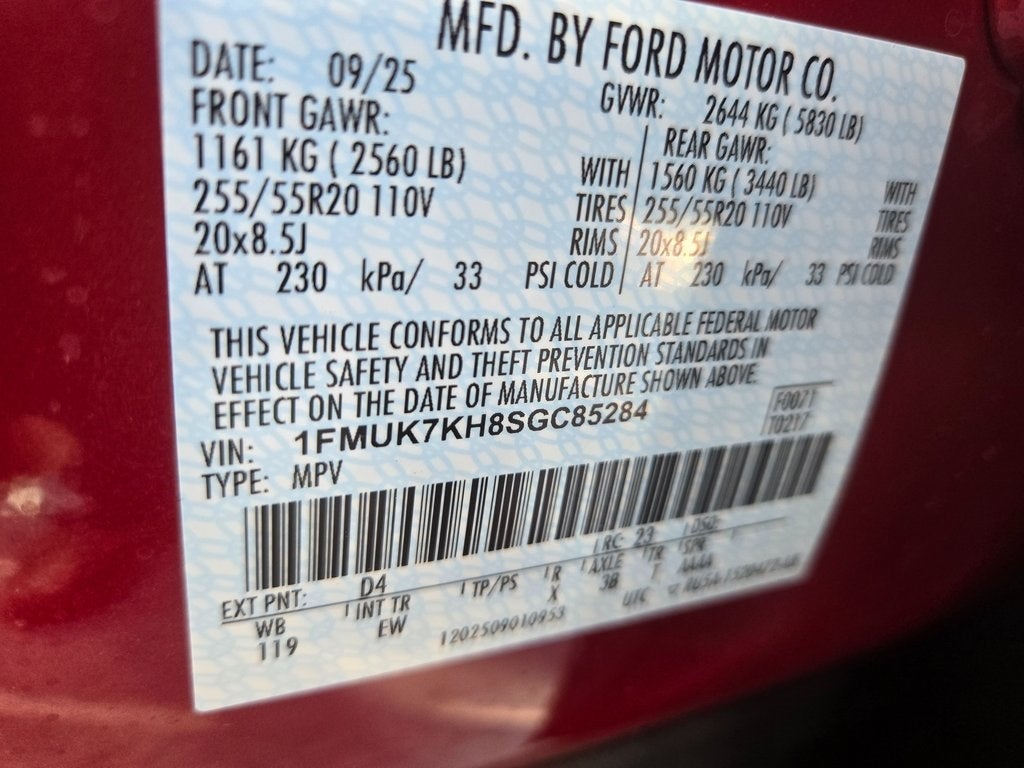 MFD. BY FORD MOTOR CO.
DATE: 09/25 GVWR: 2644 KG ( 5830 LB)
FRONT GAWR: REAR GAWR:
1161 KG ( 2560 LB) WITH 1560 KG ( 3440 LB) WITH
255/55R20 110V TIRES 255/55R20 110V TIRES
20x8.5J RIMS 20x8.5J RIMS
AT 230 kPa/ 33 PSI COLD AT 230 kPa/ 33 PSI COLD
THIS VEHICLE CONFORMS TO ALL APPLICABLE FEDERAL MOTOR
VEHICLE SAFETY AND THEFT PREVENTION STANDARDS IN
EFFECT ON THE DATE OF MANUFACTURE SHOWN ABOVE.
VIN: 1FMUK7KH8SGC85284 F0071
TYPE: MPV T0217
EXT PNT: D4 RC: 23 DSO:
WB INT TR TP/PS R AXLE TR SPR
119 EW X 38 T AAAA
1202509010953 UTC